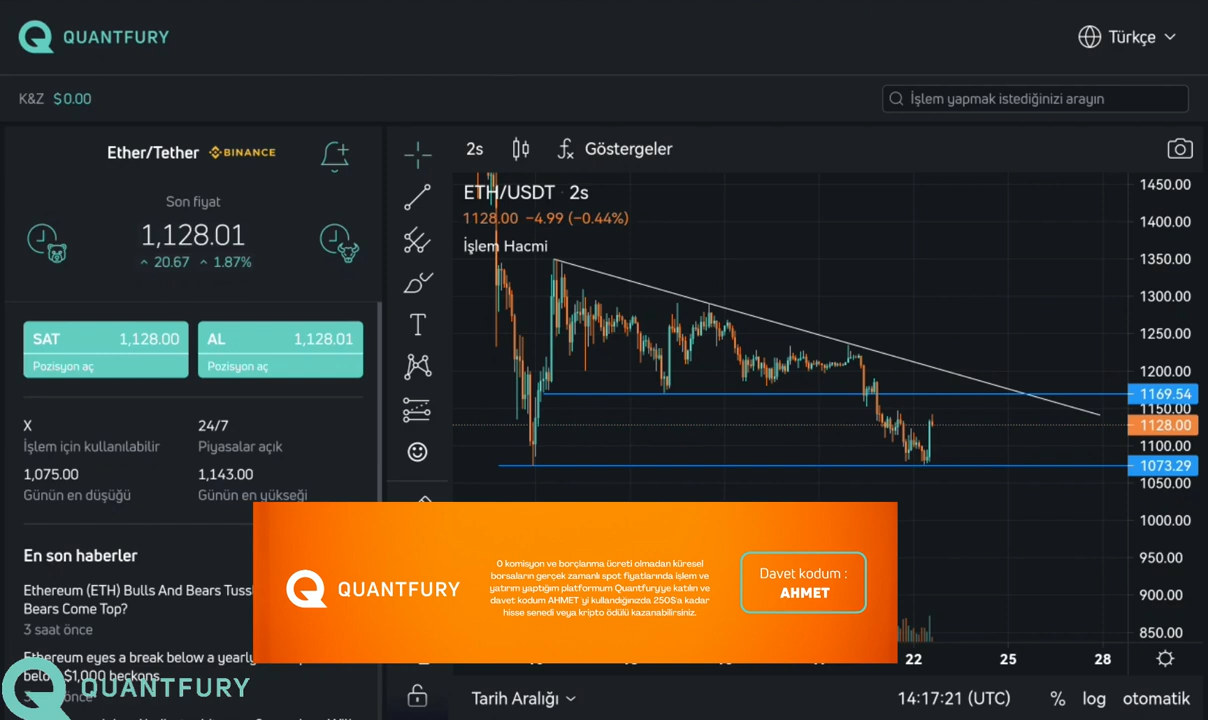 QUANTFURY
Türkçe
K&Z $0.00
İşlem yapmak istediğinizi arayın
Ether/Tether BINANCE
Son fiyat
1,128.01
20.67 1.87%
SAT 1,128.00
Pozisyon aç
AL 1,128.01
Pozisyon aç
X
İşlem için kullanılabilir
24/7
Piyasalar açık
1,075.00
Günün en düşüğü
1,143.00
Günün en yükseği
En son haberler
Ethereum (ETH) Bulls And Bears Tuss
Bears Come Top?
3 saat önce
Ethereum eyes a break below a yearly
$1,000 beckons
QUANTFURY
2s
Göstergeler
ETH/USDT · 2s
1128.00 −4.99 (−0.44%)
İşlem Hacmi
1450.00
1400.00
1350.00
1300.00
1250.00
1200.00
1169.54
1150.00
1128.00
1100.00
1073.29
1050.00
1000.00
950.00
900.00
850.00
22 25 28
QUANTFURY
0 komisyon ve borçlanma ücreti olmadan küresel
borsaların gerçek zamanlı spot fiyatlarında işlem ve
yatırım yaptığım platformum Quantfury'ye katılın ve
davet kodum AHMET yi kullandığınızda 250$'a kadar
hisse senedi veya kripto ödülü kazanabilirsiniz.
Davet kodum :
AHMET
Tarih Aralığı
14:17:21 (UTC)
% log otomatik